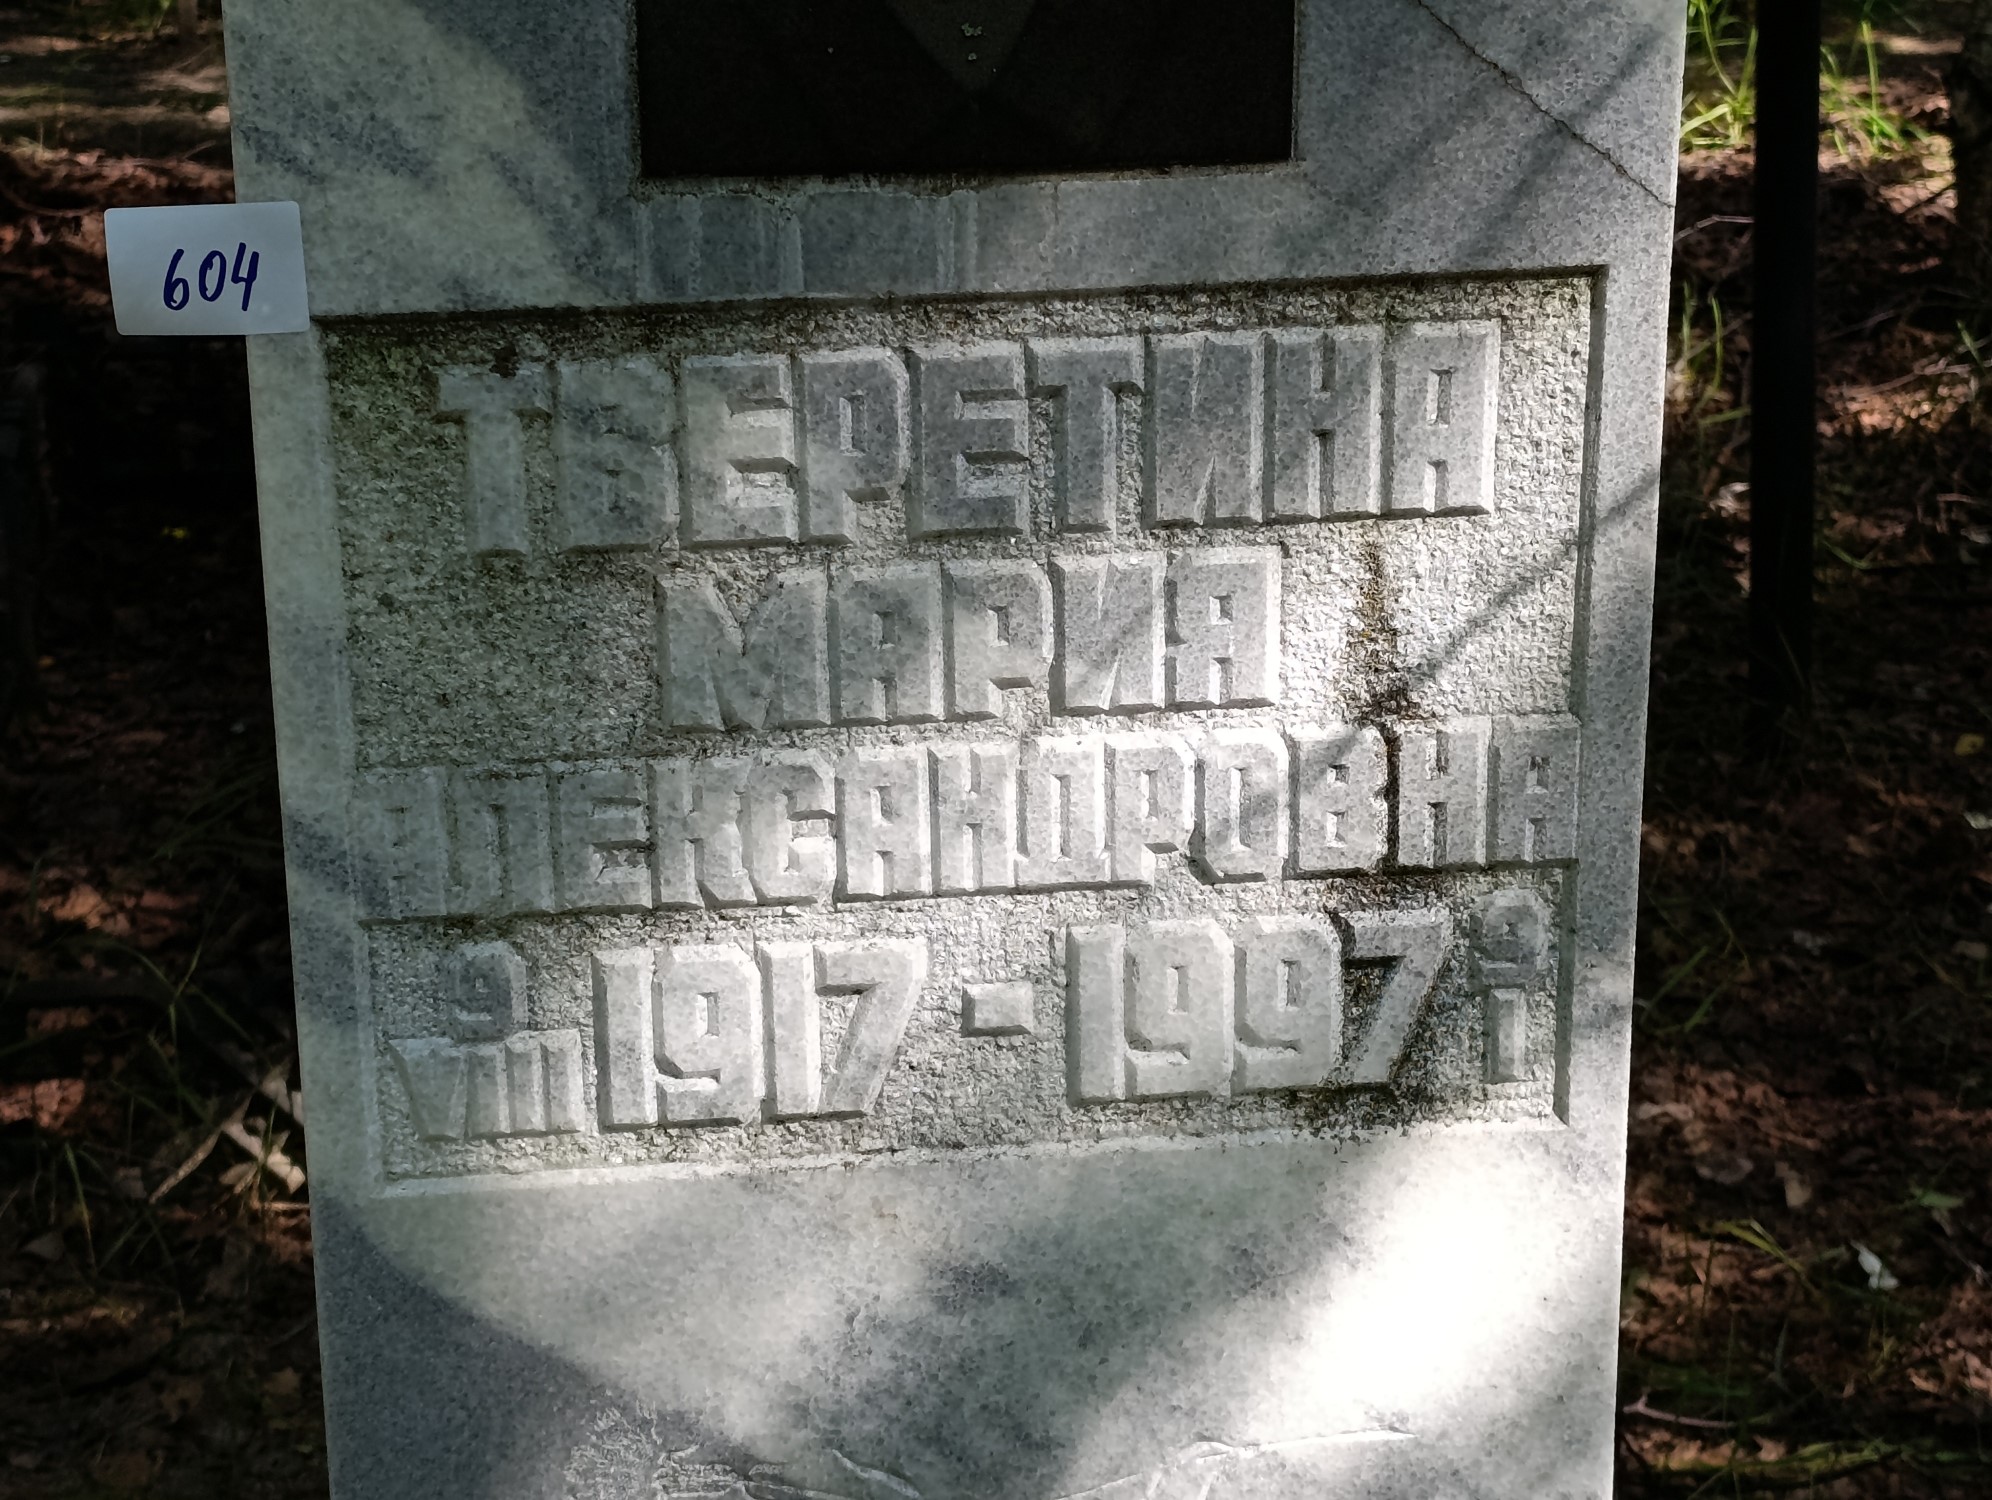 604
ТВЕРЕТИНА
МАРИЯ
АЛЕКСАНДРОВНА
9 VIII 1917 - 1997 9 I